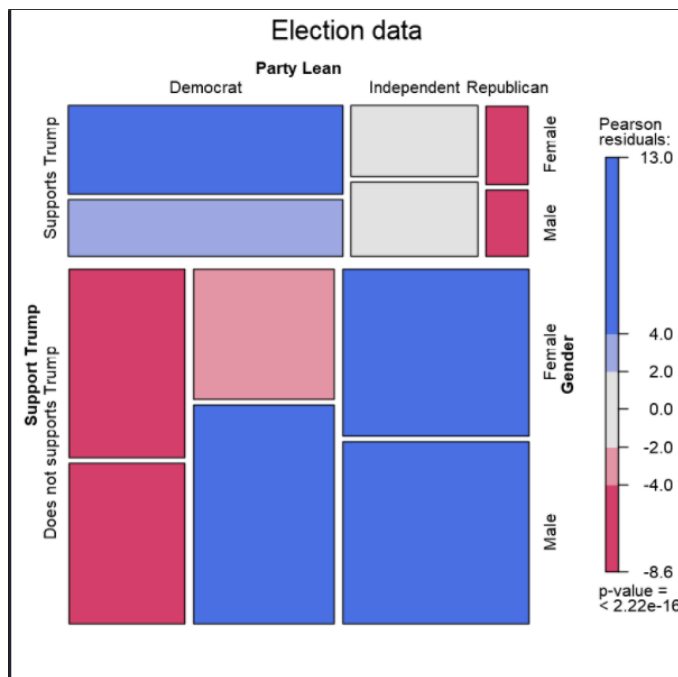 Election data
Party Lean
Democrat
Independent
Republican
Supports Trump
Female
Male
Support Trump
Does not supports Trump
Female
Gender
Male
Pearson
residuals:
13.0
4.0
2.0
0.0
-2.0
-4.0
-8.6
p-value =
< 2.22e-16